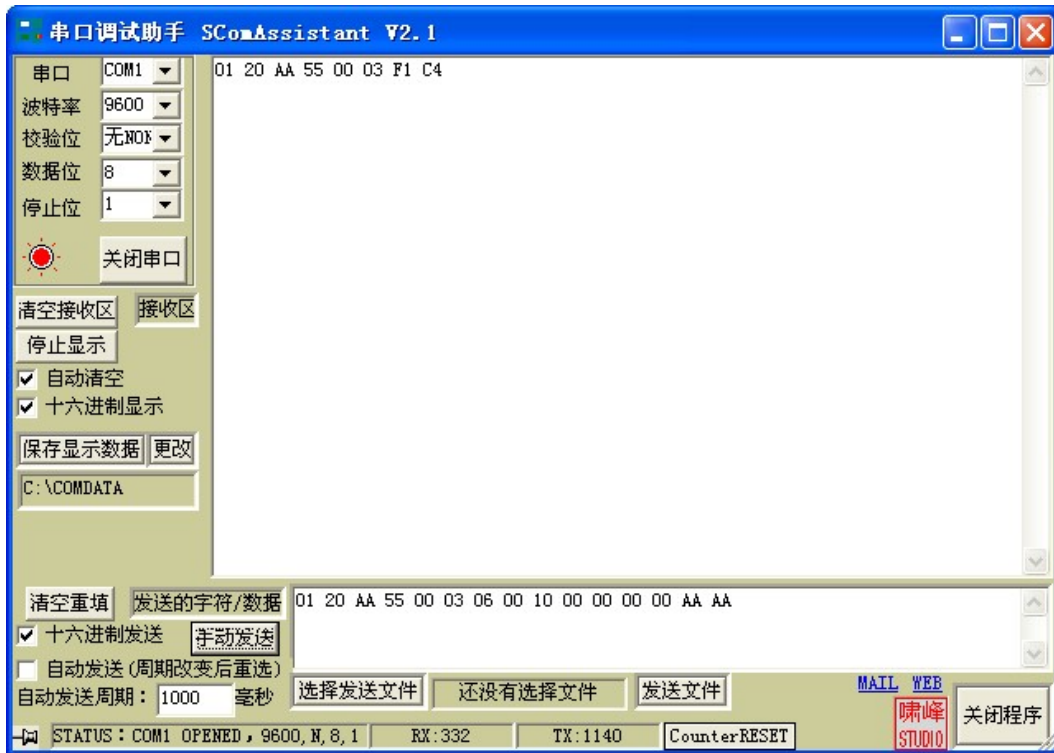 串口调试助手 SComAssistant V2.1
串口 COM1
波特率 9600
校验位 无NON
数据位 8
停止位 1
关闭串口
清空接收区 接收区
停止显示
自动清空
十六进制显示
保存显示数据 更改
C:\COMDATA
01 20 AA 55 00 03 F1 C4
清空重填 发送的字符/数据
01 20 AA 55 00 03 06 00 10 00 00 00 00 AA AA
十六进制发送 手动发送
自动发送(周期改变后重选)
自动发送周期: 1000 毫秒
选择发送文件 还没有选择文件 发送文件
MAIL WEB
啸峰
STUDIO
关闭程序
STATUS:COM1 OPENED,9600,N,8,1 RX:332 TX:1140 CounterRESET